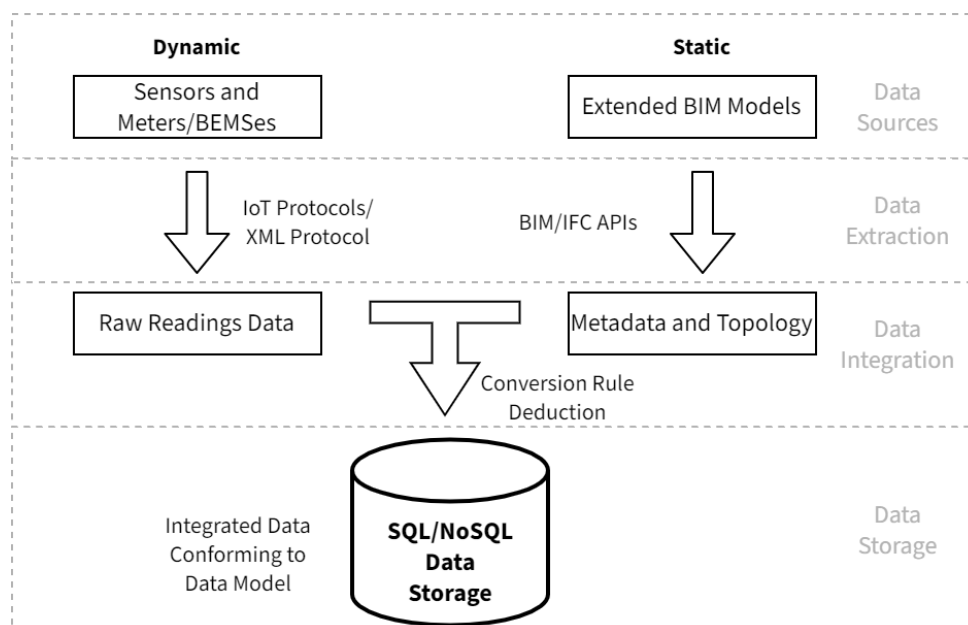 Dynamic
Static
Sensors and
Meters/BEMSes
Extended BIM Models
Data
Sources
IoT Protocols/
XML Protocol
BIM/IFC APIs
Data
Extraction
Raw Readings Data
Metadata and Topology
Data
Integration
Conversion Rule
Deduction
Integrated Data
Conforming to
Data Model
SQL/NoSQL
Data
Storage
Data
Storage